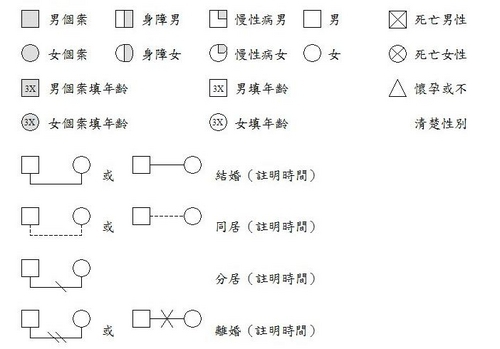 男個案 身障男 慢性病男 男 死亡男性
女個案 身障女 慢性病女 女 死亡女性
3X 男個案填年齡 3X 男填年齡 懷孕或不
3X 女個案填年齡 3X 女填年齡 清楚性別
或 結婚（註明時間）
或 同居（註明時間）
分居（註明時間）
或 離婚（註明時間）